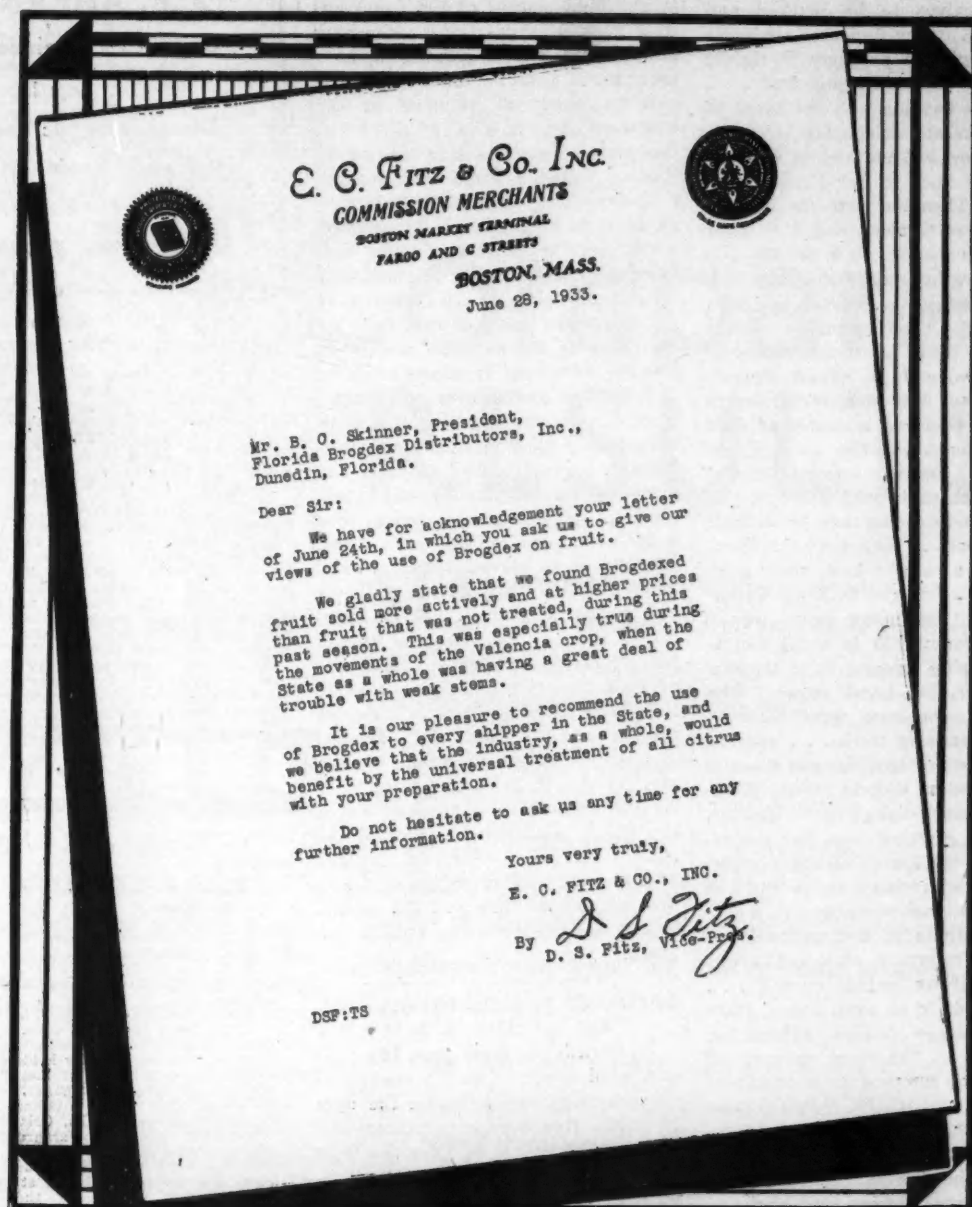 E. C. FITZ & CO., INC.
COMMISSION MERCHANTS
BOSTON MARKET TERMINAL
FARGO AND C STREETS
BOSTON, MASS.
June 28, 1933.
Mr. B. C. Skinner, President,
Florida Brogdex Distributors, Inc.,
Dunedin, Florida.
Dear Sir:
We have for acknowledgement your letter
of June 24th, in which you ask us to give our
views of the use of Brogdex on fruit.
We gladly state that we found Brogdexed
fruit sold more actively and at higher prices
than fruit that was not treated, during this
past season. This was especially true during
the movements of the Valencia crop, when the
State as a whole was having a great deal of
trouble with weak stems.
It is our pleasure to recommend the use
of Brogdex to every shipper in the State, and
we believe that the industry, as a whole, would
benefit by the universal treatment of all citrus
with your preparation.
Do not hesitate to ask us any time for any
further information.
Yours very truly,
E. C. FITZ & CO., INC.
D S Fitz
By D. S. Fitz, Vice-Pres.
DSF:TS